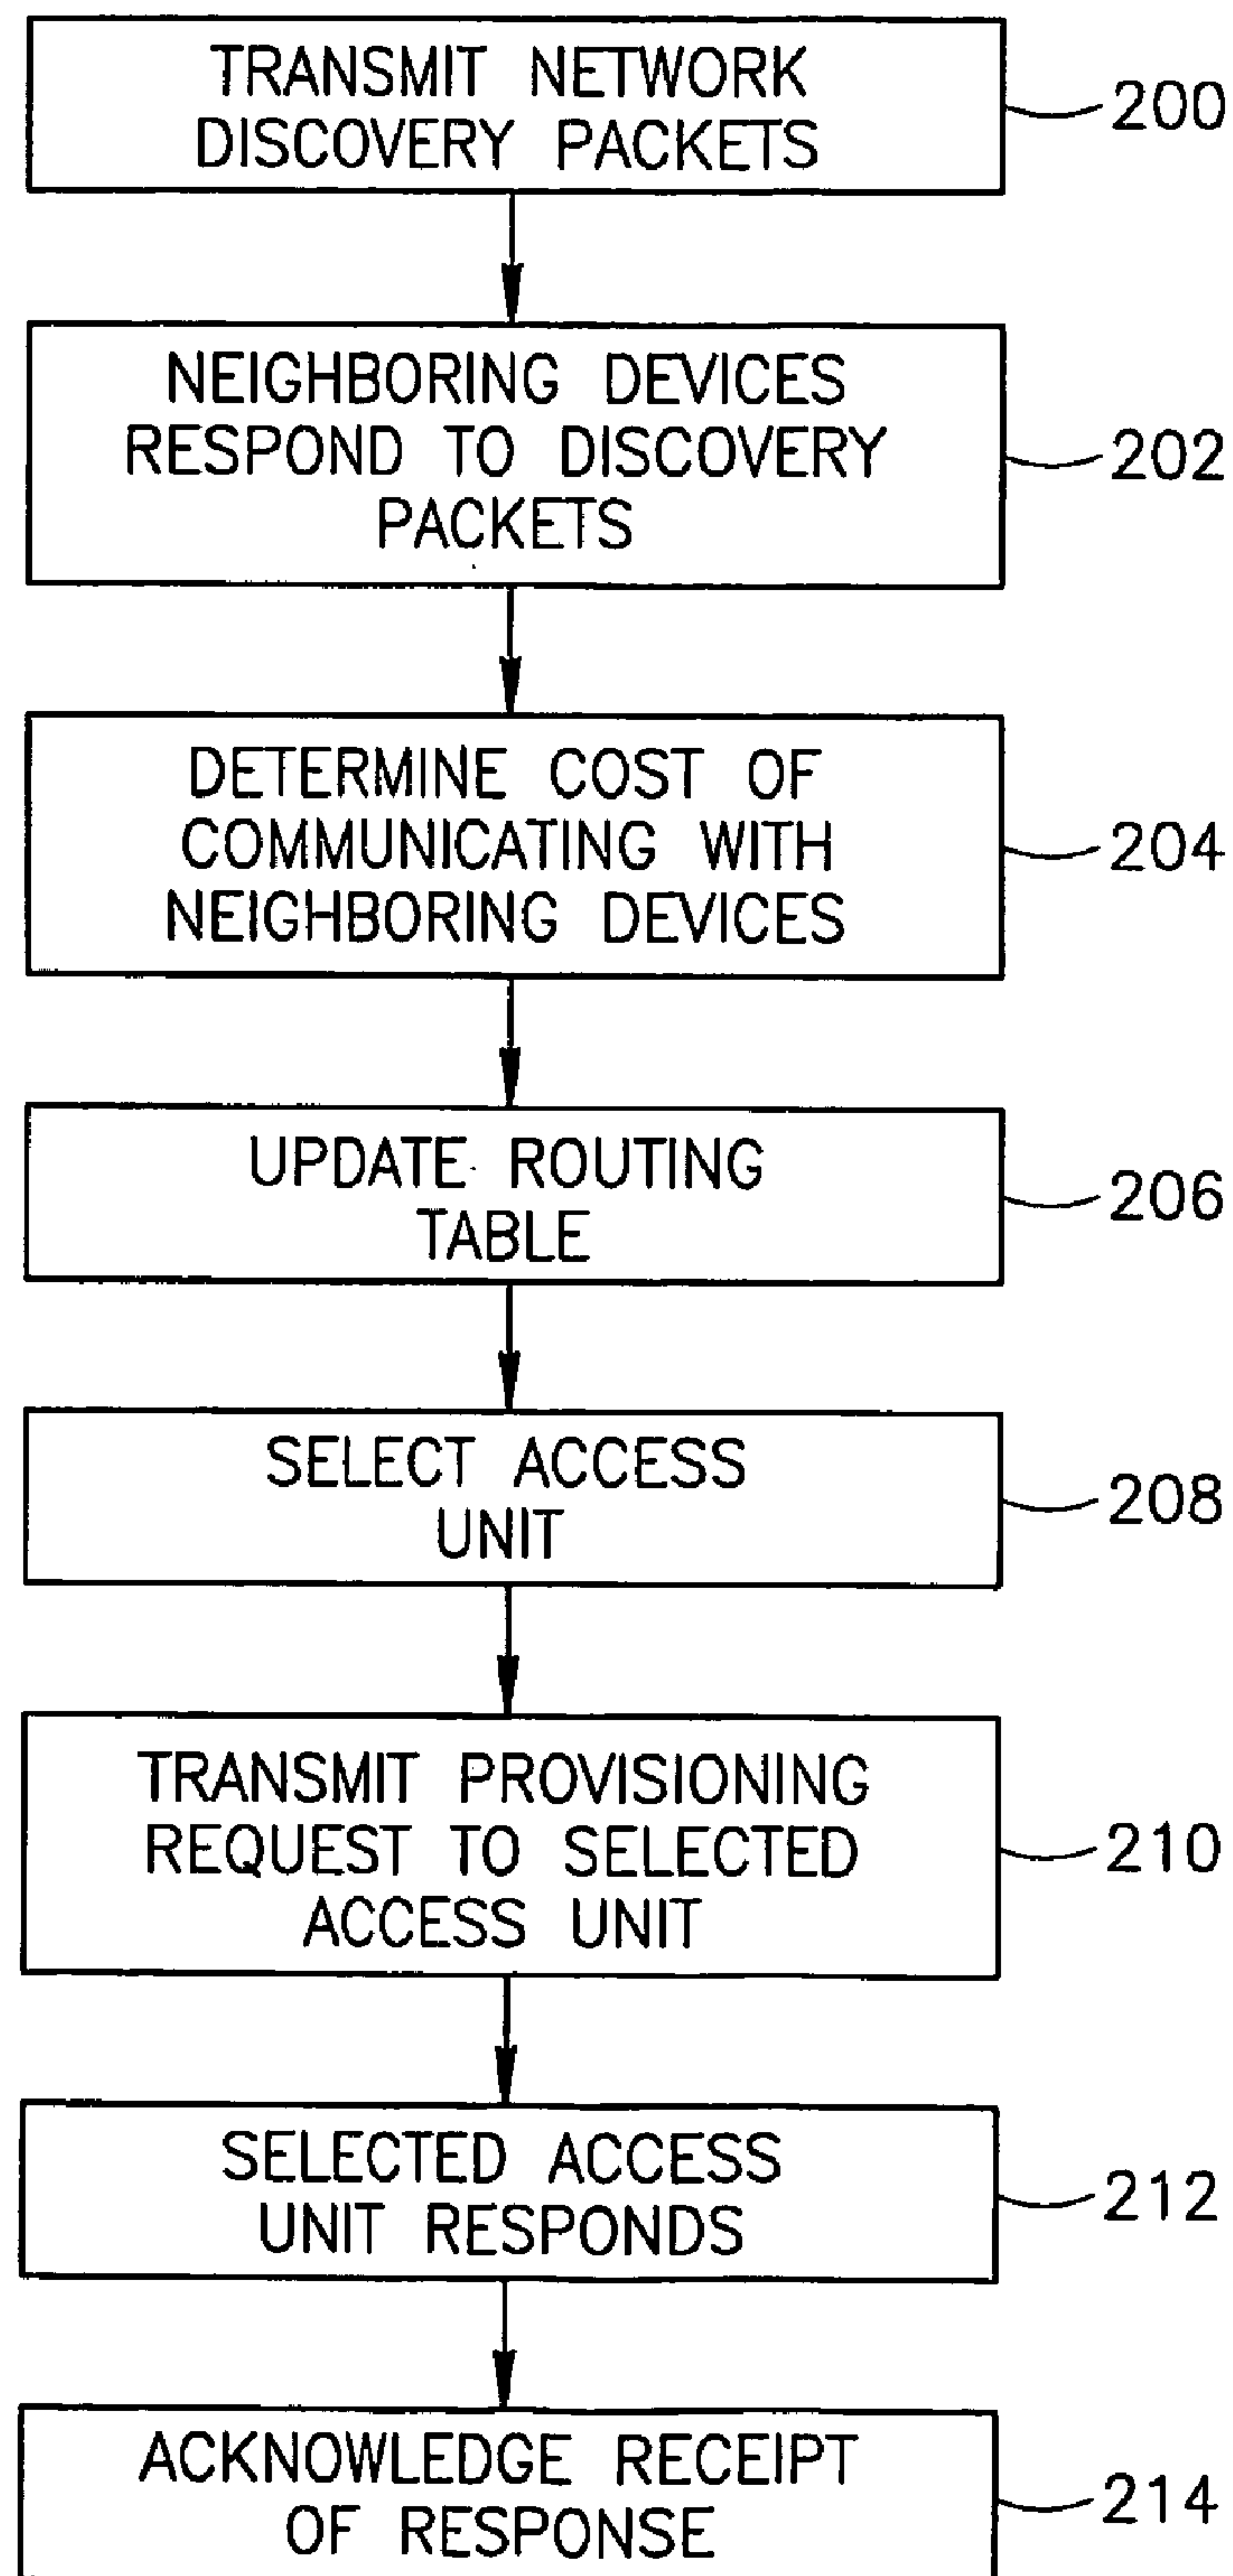 TRANSMIT NETWORK
DISCOVERY PACKETS
200
NEIGHBORING DEVICES
RESPOND TO DISCOVERY
PACKETS
202
DETERMINE COST OF
COMMUNICATING WITH
NEIGHBORING DEVICES
204
UPDATE ROUTING
TABLE
206
SELECT ACCESS
UNIT
208
TRANSMIT PROVISIONING
REQUEST TO SELECTED
ACCESS UNIT
210
SELECTED ACCESS
UNIT RESPONDS
212
ACKNOWLEDGE RECEIPT
OF RESPONSE
214